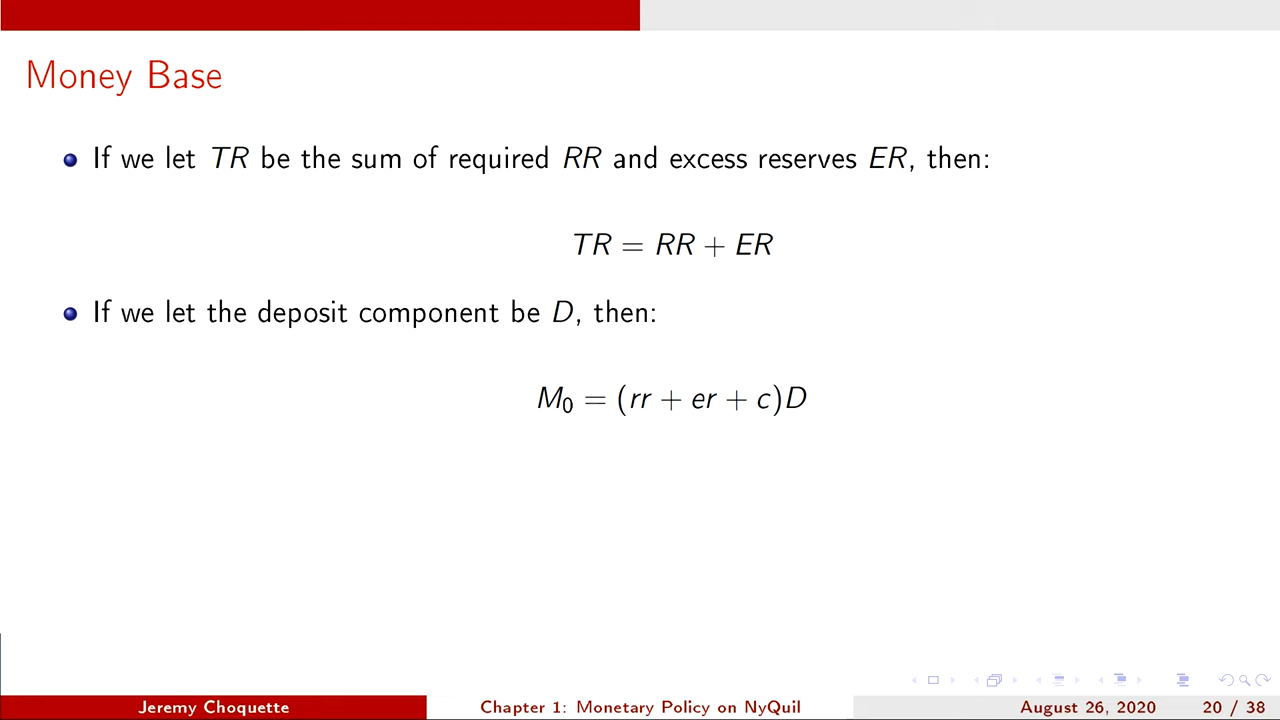 Money Base
If we let TR be the sum of required RR and excess reserves ER, then:
TR = RR + ER
If we let the deposit component be D, then:
M₀ = (rr + er + c)D
Jeremy Choquette
Chapter 1: Monetary Policy on NyQuil
August 26, 2020
20 / 38